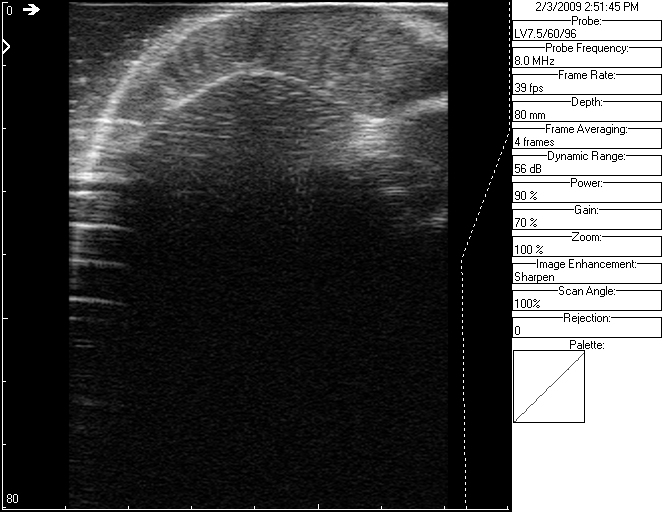 0
80
2/3/2009 2:51:45 PM
Probe:
LV7.5/60/96
Probe Frequency:
8.0 MHz
Frame Rate:
39 fps
Depth:
80 mm
Frame Averaging:
4 frames
Dynamic Range:
56 dB
Power:
90 %
Gain:
70 %
Zoom:
100 %
Image Enhancement:
Sharpen
Scan Angle:
100%
Rejection:
0
Palette: